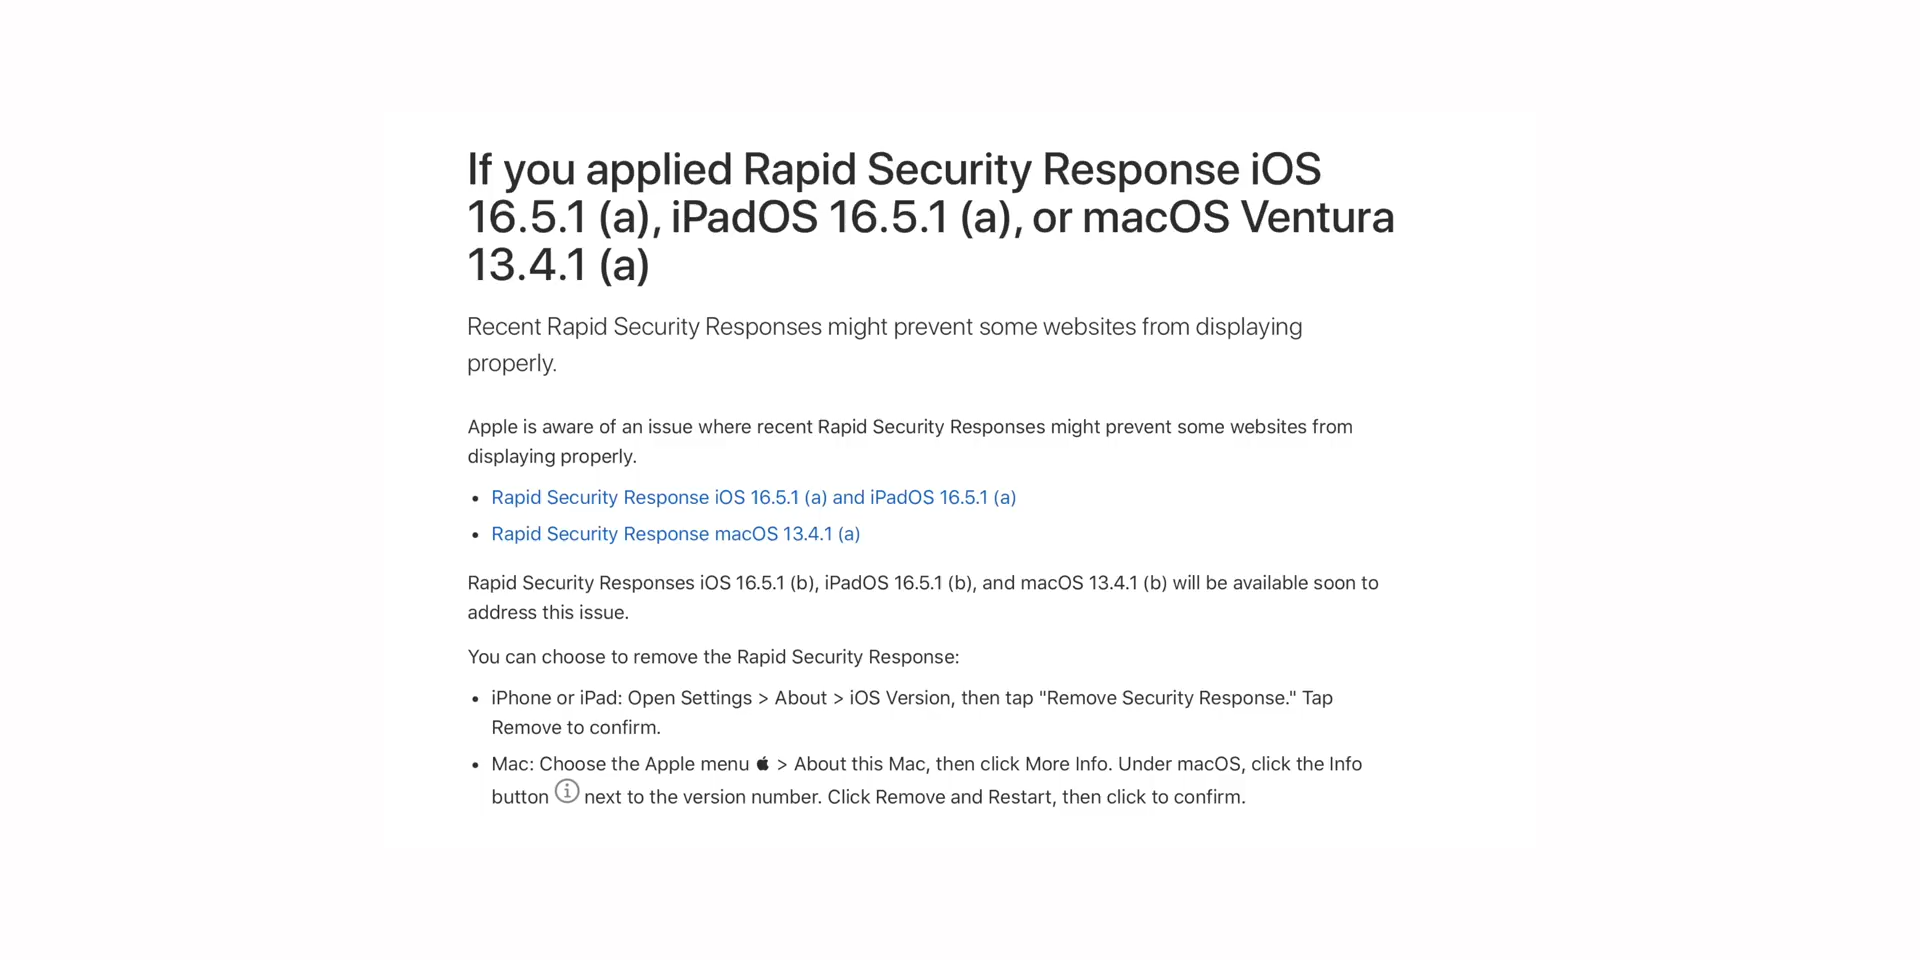 If you applied Rapid Security Response iOS
16.5.1 (a), iPadOS 16.5.1 (a), or macOS Ventura
13.4.1 (a)
Recent Rapid Security Responses might prevent some websites from displaying
properly.
Apple is aware of an issue where recent Rapid Security Responses might prevent some websites from
displaying properly.
• Rapid Security Response iOS 16.5.1 (a) and iPadOS 16.5.1 (a)
• Rapid Security Response macOS 13.4.1 (a)
Rapid Security Responses iOS 16.5.1 (b), iPadOS 16.5.1 (b), and macOS 13.4.1 (b) will be available soon to
address this issue.
You can choose to remove the Rapid Security Response:
• iPhone or iPad: Open Settings > About > iOS Version, then tap "Remove Security Response." Tap
Remove to confirm.
• Mac: Choose the Apple menu  > About this Mac, then click More Info. Under macOS, click the Info
button ⓘ next to the version number. Click Remove and Restart, then click to confirm.